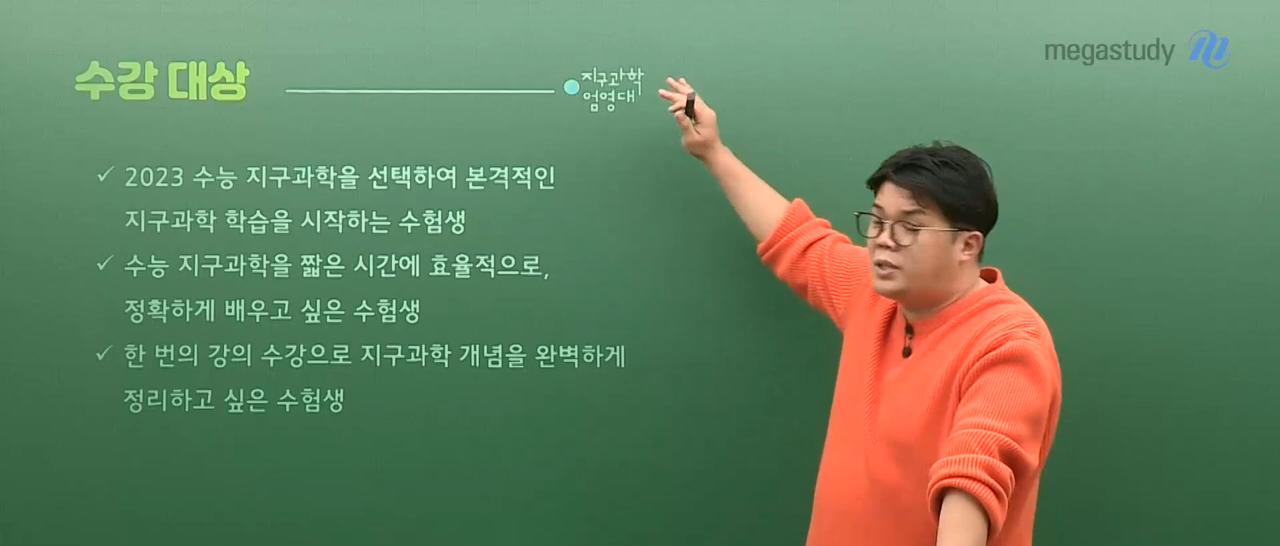 megastudy
수강 대상
지구과학
엄영대
2023 수능 지구과학을 선택하여 본격적인
지구과학 학습을 시작하는 수험생
수능 지구과학을 짧은 시간에 효율적으로,
정확하게 배우고 싶은 수험생
한 번의 강의 수강으로 지구과학 개념을 완벽하게
정리하고 싶은 수험생